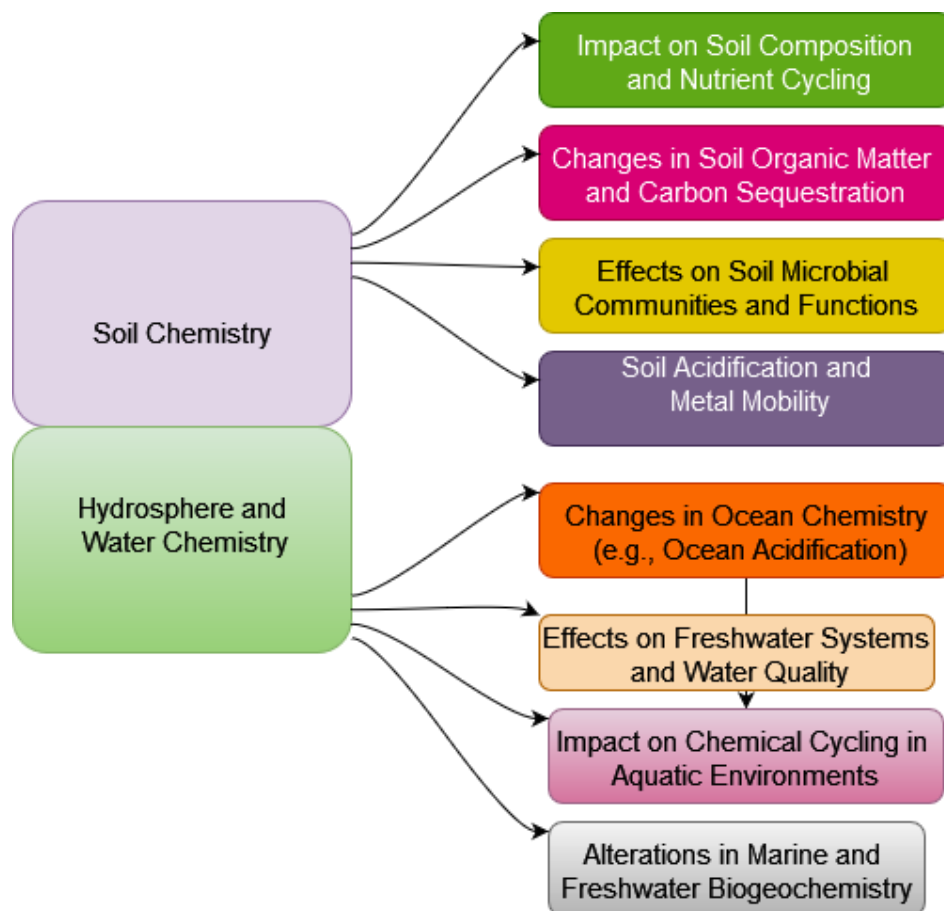 Impact on Soil Composition
and Nutrient Cycling
Changes in Soil Organic Matter
and Carbon Sequestration
Effects on Soil Microbial
Communities and Functions
Soil Chemistry
Soil Acidification and
Metal Mobility
Hydrosphere and
Water Chemistry
Changes in Ocean Chemistry
(e.g., Ocean Acidification)
Effects on Freshwater Systems
and Water Quality
Impact on Chemical Cycling in
Aquatic Environments
Alterations in Marine and
Freshwater Biogeochemistry